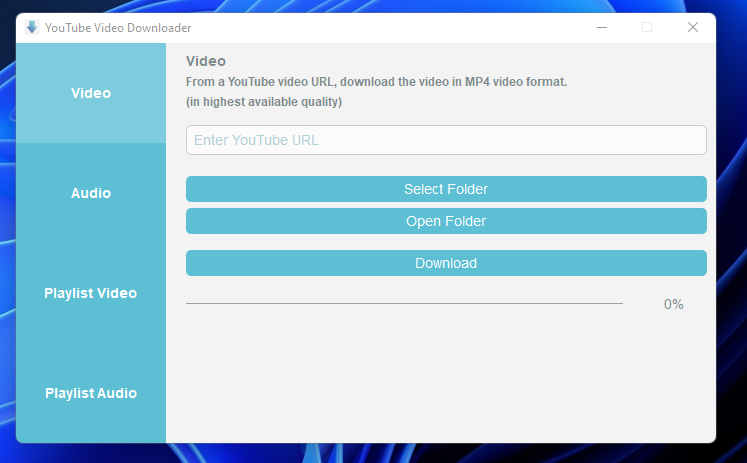 YouTube Video Downloader
Video
Audio
Playlist Video
Playlist Audio
Video
From a YouTube video URL, download the video in MP4 video format.
(in highest available quality)
Enter YouTube URL
Select Folder
Open Folder
Download
0%